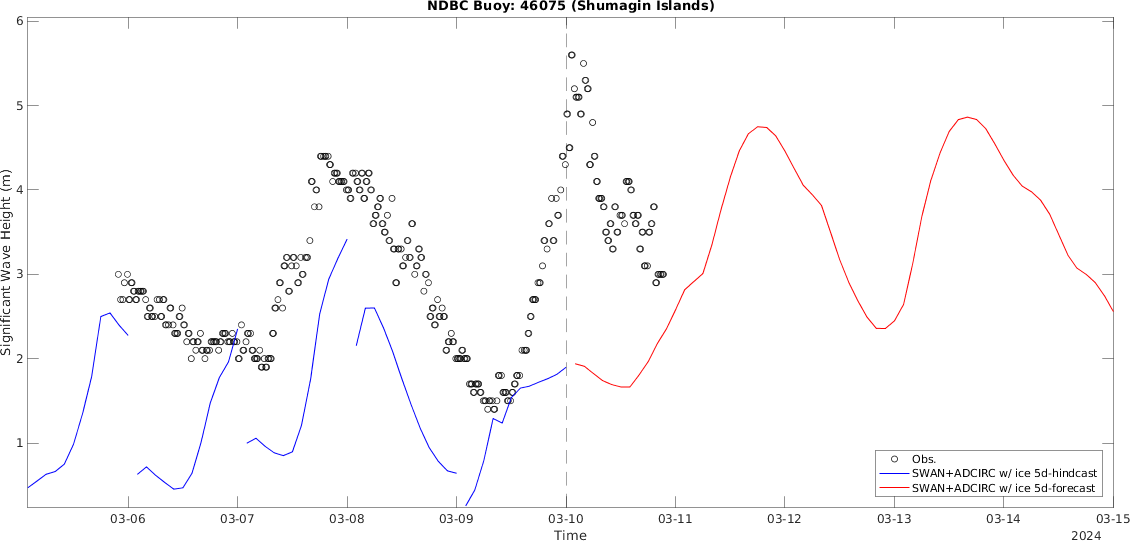 NDBC Buoy: 46075 (Shumagin Islands)
6
5
4
3
2
1
Significant Wave Height (m)
Obs.
SWAN+ADCIRC w/ ice 5d-hindcast
SWAN+ADCIRC w/ ice 5d-forecast
03-06 03-07 03-08 03-09 03-10 03-11 03-12 03-13 03-14 03-15
Time
2024